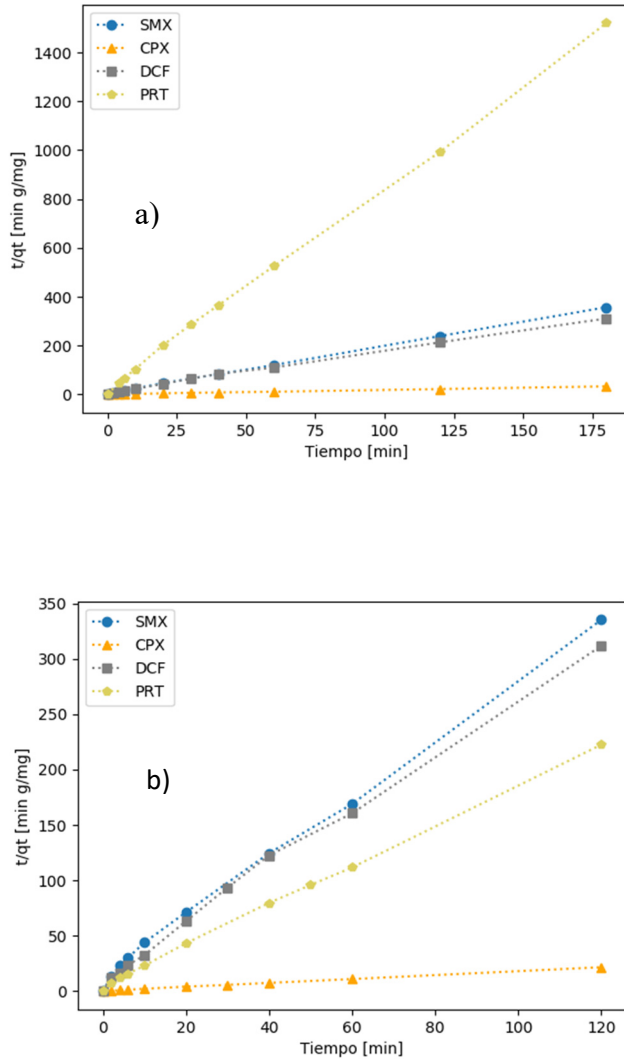 SMX
CPX
DCF
PRT
a)
t/qt [min g/mg]
1400
1200
1000
800
600
400
200
0
0 25 50 75 100 125 150 175
Tiempo [min]
SMX
CPX
DCF
PRT
b)
t/qt [min g/mg]
350
300
250
200
150
100
50
0
0 20 40 60 80 100 120
Tiempo [min]